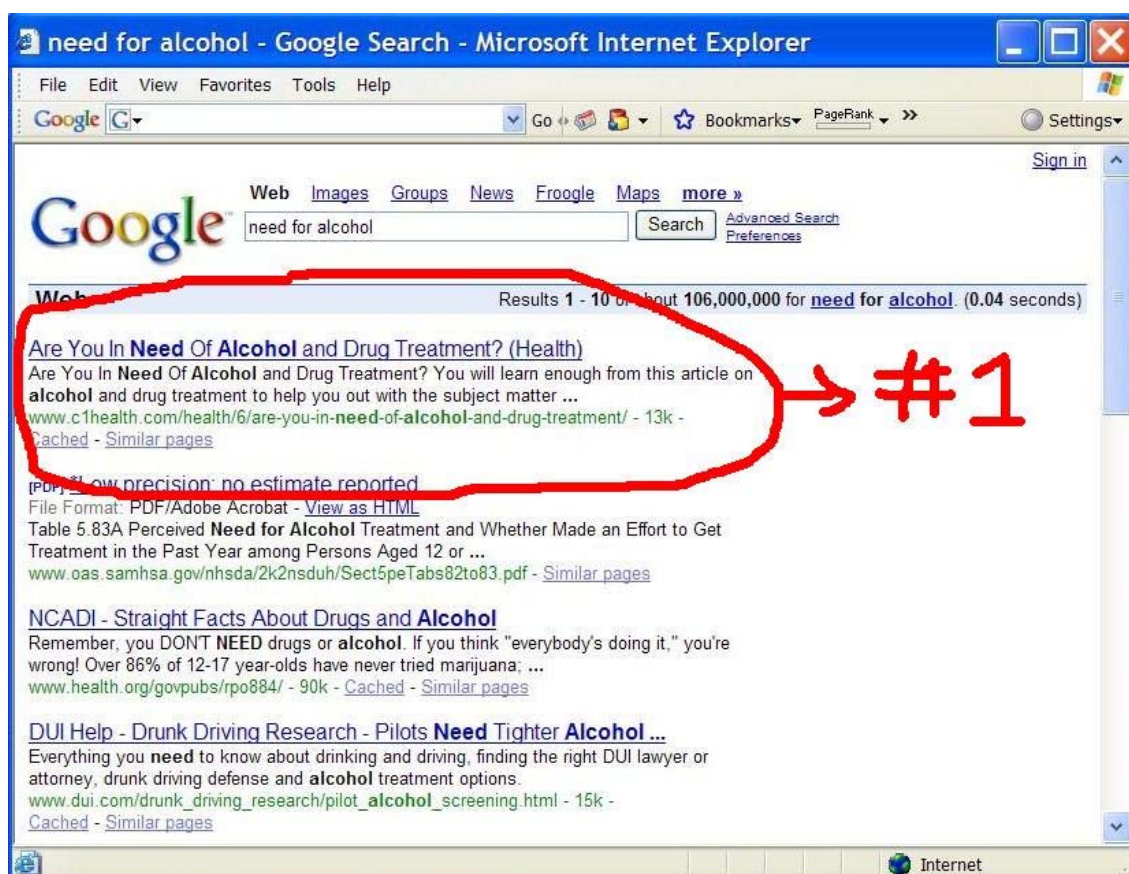 need for alcohol - Google Search - Microsoft Internet Explorer
File Edit View Favorites Tools Help
Google G Go Bookmarks PageRank » Settings
Sign in
Web Images Groups News Froogle Maps more »
Google™ need for alcohol Search Advanced Search
Preferences
Web Results 1 - 10 of about 106,000,000 for need for alcohol. (0.04 seconds)
Are You In Need Of Alcohol and Drug Treatment? (Health)
Are You In Need Of Alcohol and Drug Treatment? You will learn enough from this article on
alcohol and drug treatment to help you out with the subject matter ...
www.c1health.com/health/6/are-you-in-need-of-alcohol-and-drug-treatment/ - 13k -
Cached - Similar pages
#1
[PDF] *Low precision; no estimate reported
File Format: PDF/Adobe Acrobat - View as HTML
Table 5.83A Perceived Need for Alcohol Treatment and Whether Made an Effort to Get
Treatment in the Past Year among Persons Aged 12 or ...
www.oas.samhsa.gov/nhsda/2k2nsduh/Sect5peTabs82to83.pdf - Similar pages
NCADI - Straight Facts About Drugs and Alcohol
Remember, you DON'T NEED drugs or alcohol. If you think "everybody's doing it," you're
wrong! Over 86% of 12-17 year-olds have never tried marijuana; ...
www.health.org/govpubs/rpo884/ - 90k - Cached - Similar pages
DUI Help - Drunk Driving Research - Pilots Need Tighter Alcohol ...
Everything you need to know about drinking and driving, finding the right DUI lawyer or
attorney, drunk driving defense and alcohol treatment options.
www.dui.com/drunk_driving_research/pilot_alcohol_screening.html - 15k -
Cached - Similar pages
Internet